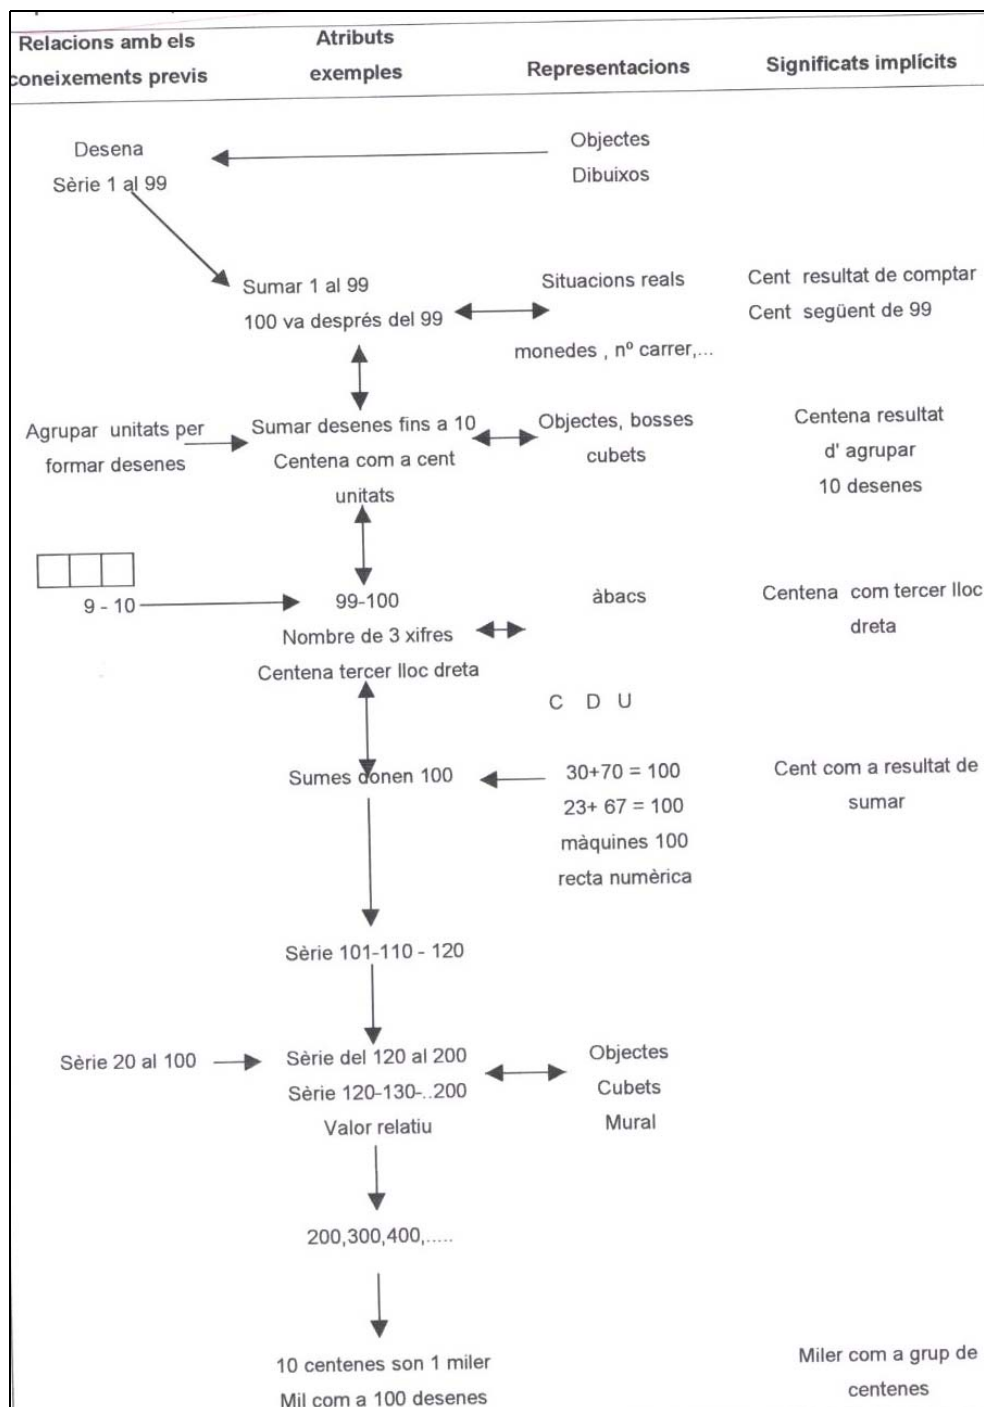 Relacions amb els
coneixements previs
Atributs
exemples
Representacions
Significats implícits
Desena
Sèrie 1 al 99
Objectes
Dibuixos
Sumar 1 al 99
100 va després del 99
Situacions reals
monedes , nº carrer,...
Cent resultat de comptar
Cent següent de 99
Agrupar unitats per
formar desenes
Sumar desenes fins a 10
Centena com a cent
unitats
Objectes, bosses
cubets
Centena resultat
d' agrupar
10 desenes
9 - 10
99-100
Nombre de 3 xifres
Centena tercer lloc dreta
àbacs
C D U
Centena com tercer lloc
dreta
Sumes donen 100
30+70 = 100
23+ 67 = 100
màquines 100
recta numèrica
Cent com a resultat de
sumar
Sèrie 101-110 - 120
Sèrie 20 al 100
Sèrie del 120 al 200
Sèrie 120-130-..200
Valor relatiu
Objectes
Cubets
Mural
200,300,400,.....
10 centenes son 1 miler
Mil com a 100 desenes
Miler com a grup de
centenes